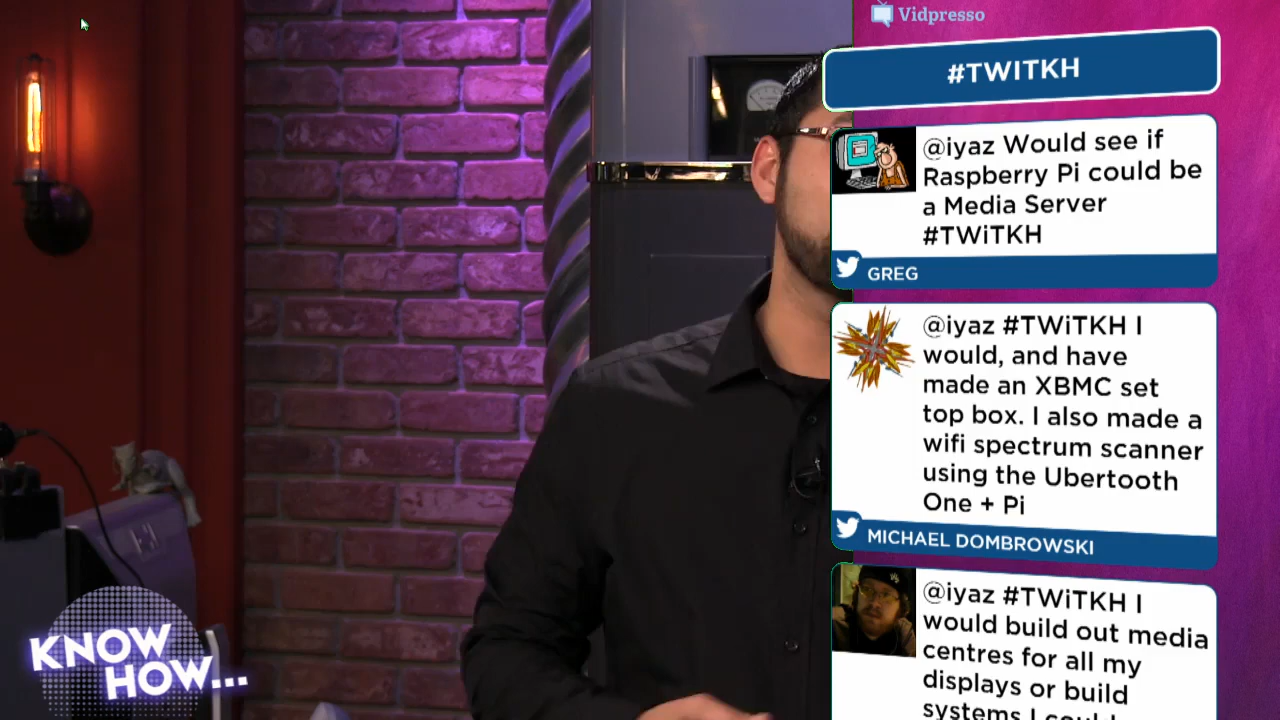 Vidpresso
#TWITKH
@iyaz Would see if
Raspberry Pi could be
a Media Server
#TWiTKH
GREG
@iyaz #TWiTKH I
would, and have
made an XBMC set
top box. I also made a
wifi spectrum scanner
using the Ubertooth
One + Pi
MICHAEL DOMBROWSKI
@iyaz #TWiTKH I
would build out media
centres for all my
displays or build
systems I could
KNOW
HOW...